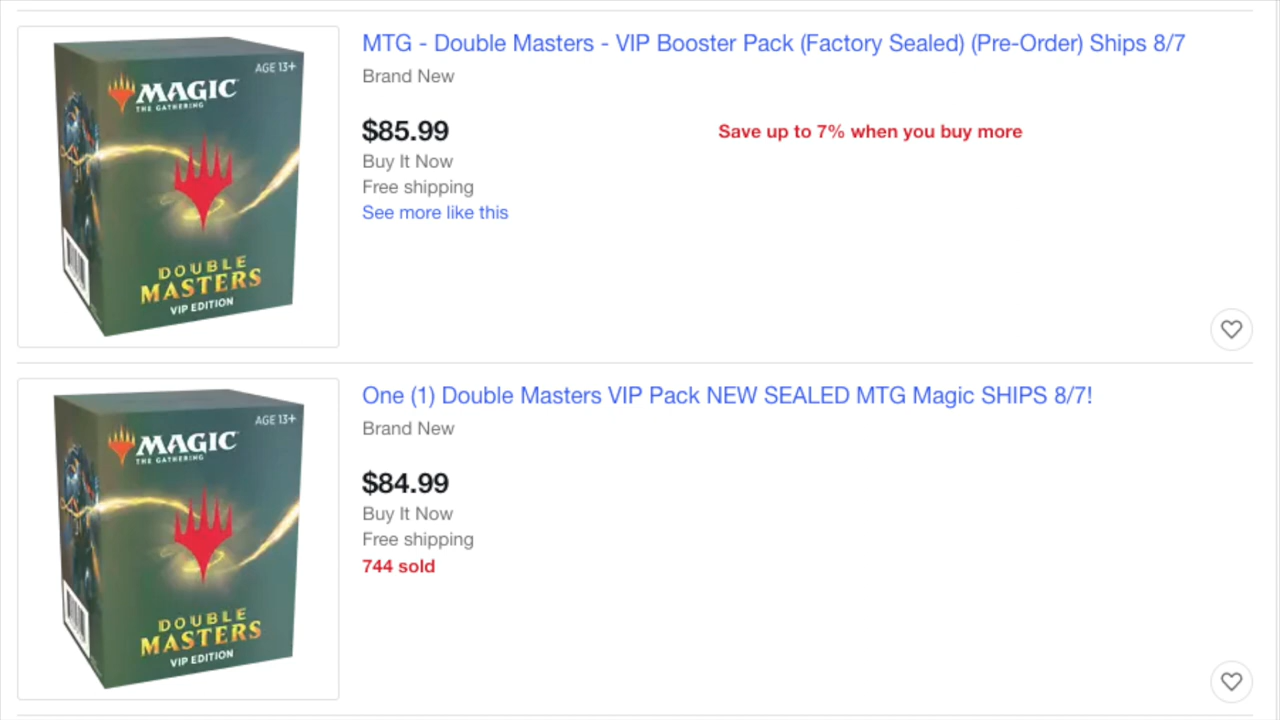 AGE 13+
MAGIC
THE GATHERING
DOUBLE
MASTERS
VIP EDITION
MTG - Double Masters - VIP Booster Pack (Factory Sealed) (Pre-Order) Ships 8/7
Brand New
$85.99
Save up to 7% when you buy more
Buy It Now
Free shipping
See more like this
AGE 13+
MAGIC
THE GATHERING
DOUBLE
MASTERS
VIP EDITION
One (1) Double Masters VIP Pack NEW SEALED MTG Magic SHIPS 8/7!
Brand New
$84.99
Buy It Now
Free shipping
744 sold